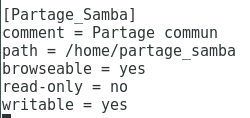 [Partage_Samba]
comment = Partage commun
path = /home/partage_samba
browseable = yes
read-only = no
writable = yes